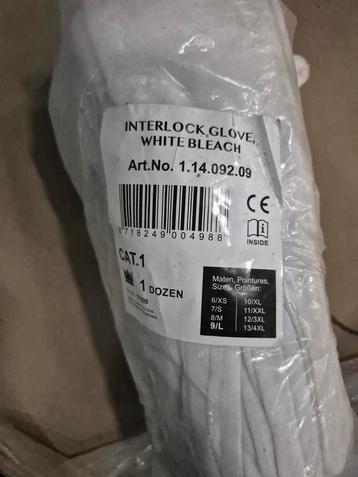 INTERLOCK GLOVE,
WHITE BLEACH
Art.No. 1.14.092.09
8718249004988
CE
i
INSIDE
CAT.1
1 DOZEN
Maten, Pointures,
Sizes, Größen:
6/XS 10/XL
7/S 11/XXL
8/M 12/3XL
9/L 13/4XL